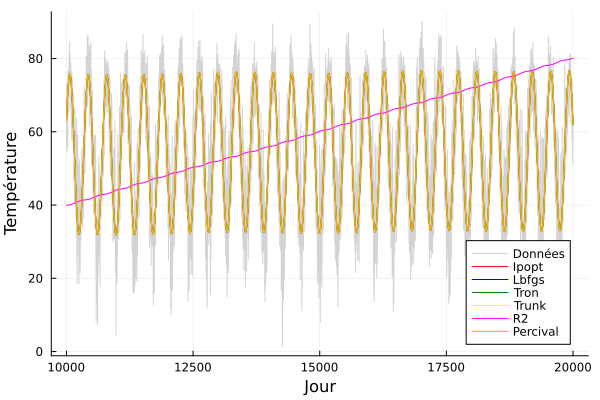 80
60
40
20
0
Température
10000
12500
15000
17500
20000
Jour
Données
Ipopt
Lbfgs
Tron
Trunk
R2
Percival